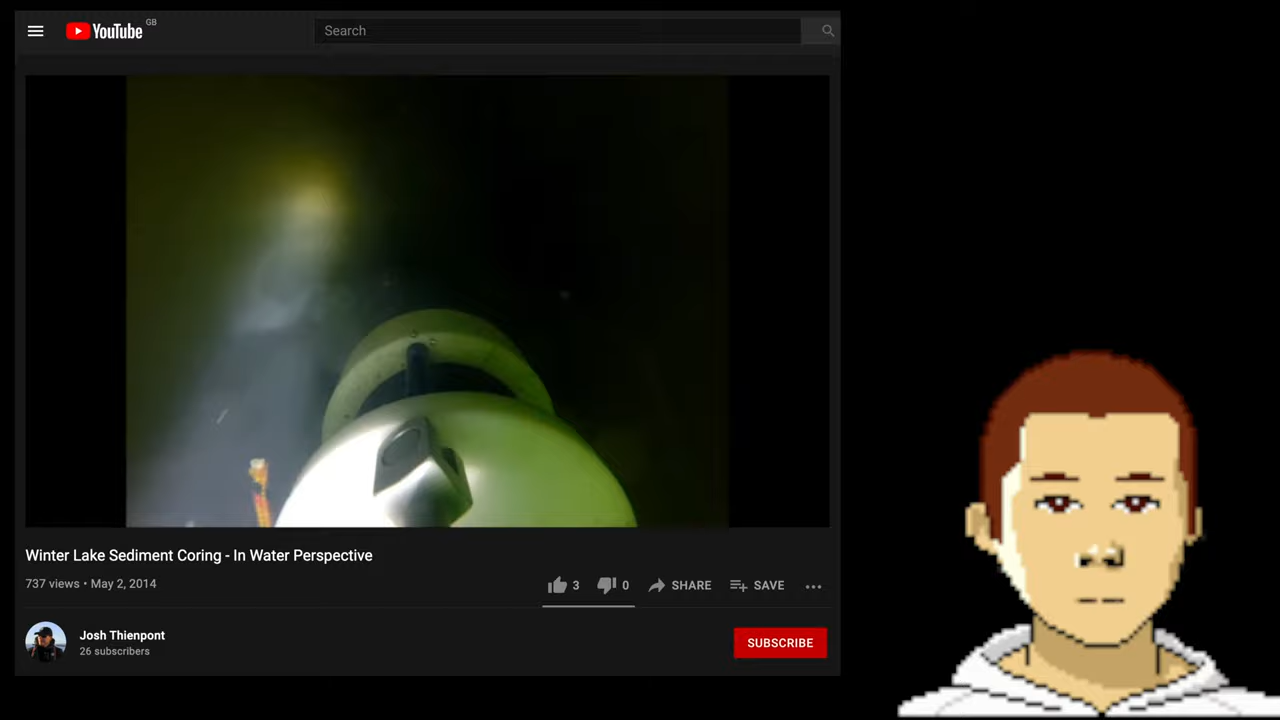 YouTube GB
Search
Winter Lake Sediment Coring - In Water Perspective
737 views • May 2, 2014
3
0
SHARE
SAVE
Josh Thienpont
26 subscribers
SUBSCRIBE